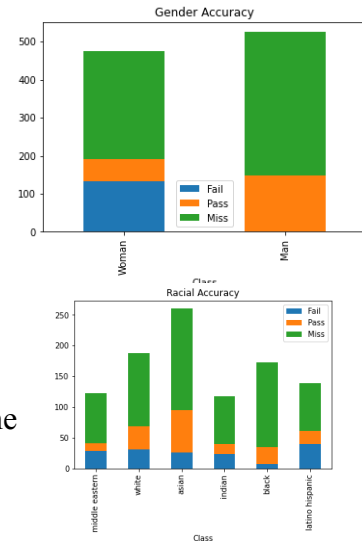 Gender Accuracy
500
400
300
200
100
0
Fail
Pass
Miss
Woman
Man
Class
Racial Accuracy
250
200
150
100
50
0
Fail
Pass
Miss
middle eastern
white
asian
indian
black
latino hispanic
Class